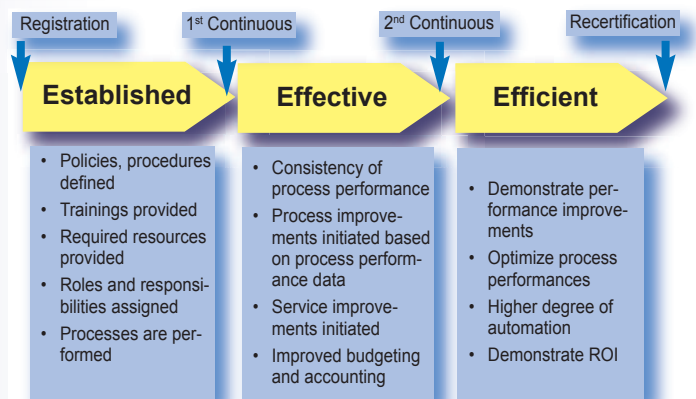 Registration
1st Continuous
2nd Continuous
Recertification
Established
Effective
Efficient
• Policies, procedures
defined
• Trainings provided
• Required resources
provided
• Roles and responsi-
bilities assigned
• Processes are per-
formed
• Consistency of
process performance
• Process improve-
ments initiated based
on process perform-
ance data
• Service improve-
ments initiated
• Improved budgeting
and accounting
• Demonstrate per-
formance improve-
ments
• Optimize process
performances
• Higher degree of
automation
• Demonstrate ROI